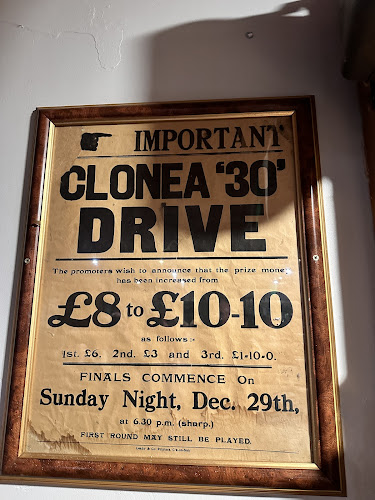 IMPORTANT
CLONEA '30'
DRIVE
The promoters wish to announce that the prize money
has been increased from
£8 to £10-10
as follows :-
1st. £6. 2nd. £3 and 3rd. £1-10-0.
FINALS COMMENCE On
Sunday Night, Dec. 29th,
at 6.30 p.m. (sharp.)
FIRST ROUND MAY STILL BE PLAYED.